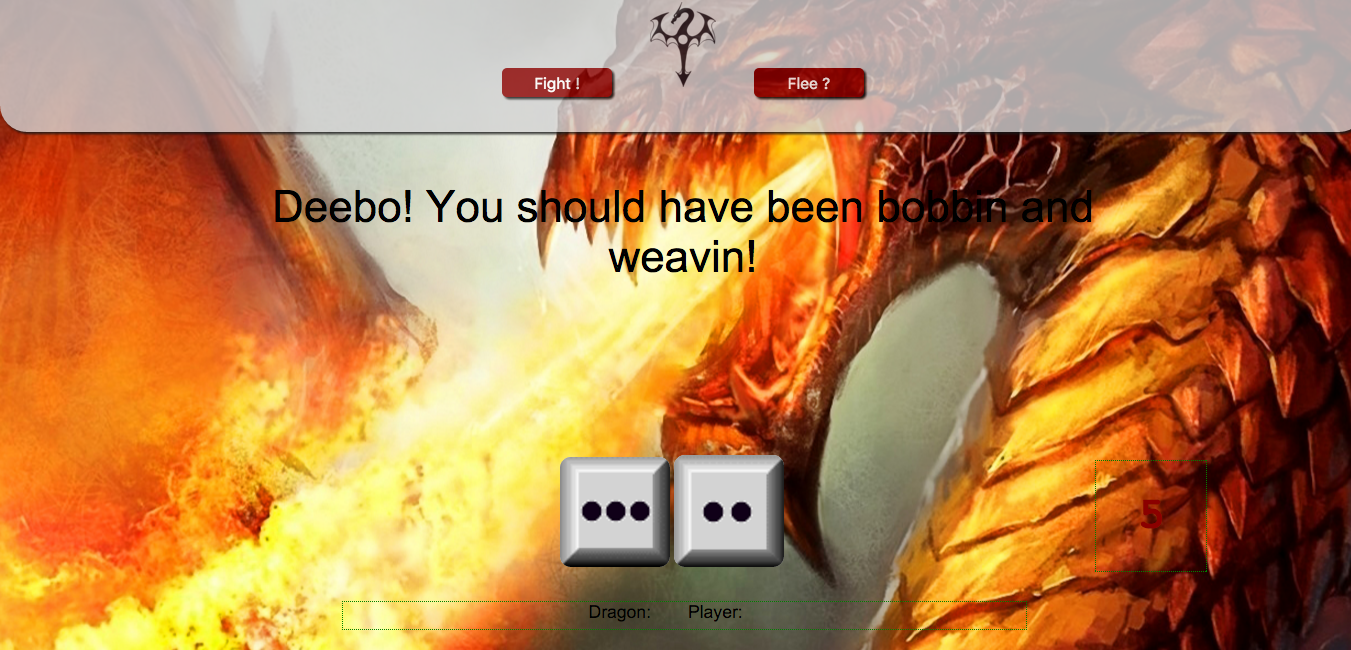 Fight !
Flee ?
Deebo! You should have been bobbin and
weavin!
5
Dragon: Player: